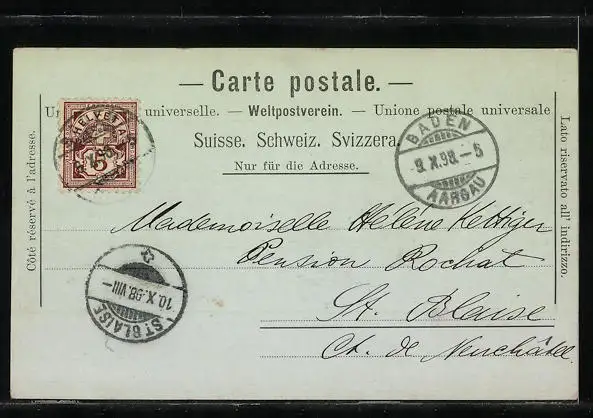 — Carte postale. —
universelle. — Weltpostverein. — Unione postale universale
Suisse. Schweiz. Svizzera.
Nur für die Adresse.
Côté réservé à l'adresse.
Lato riservato all' indirizzo.
HELVETIA
5
BADEN
9.X.98.–5
AARGAU
Mademoiselle Hélène Kettiger
Pension Rochat
St. Blaise
Ct. de Neuchâtel
10.X.98.VIII–
ST BLAISE